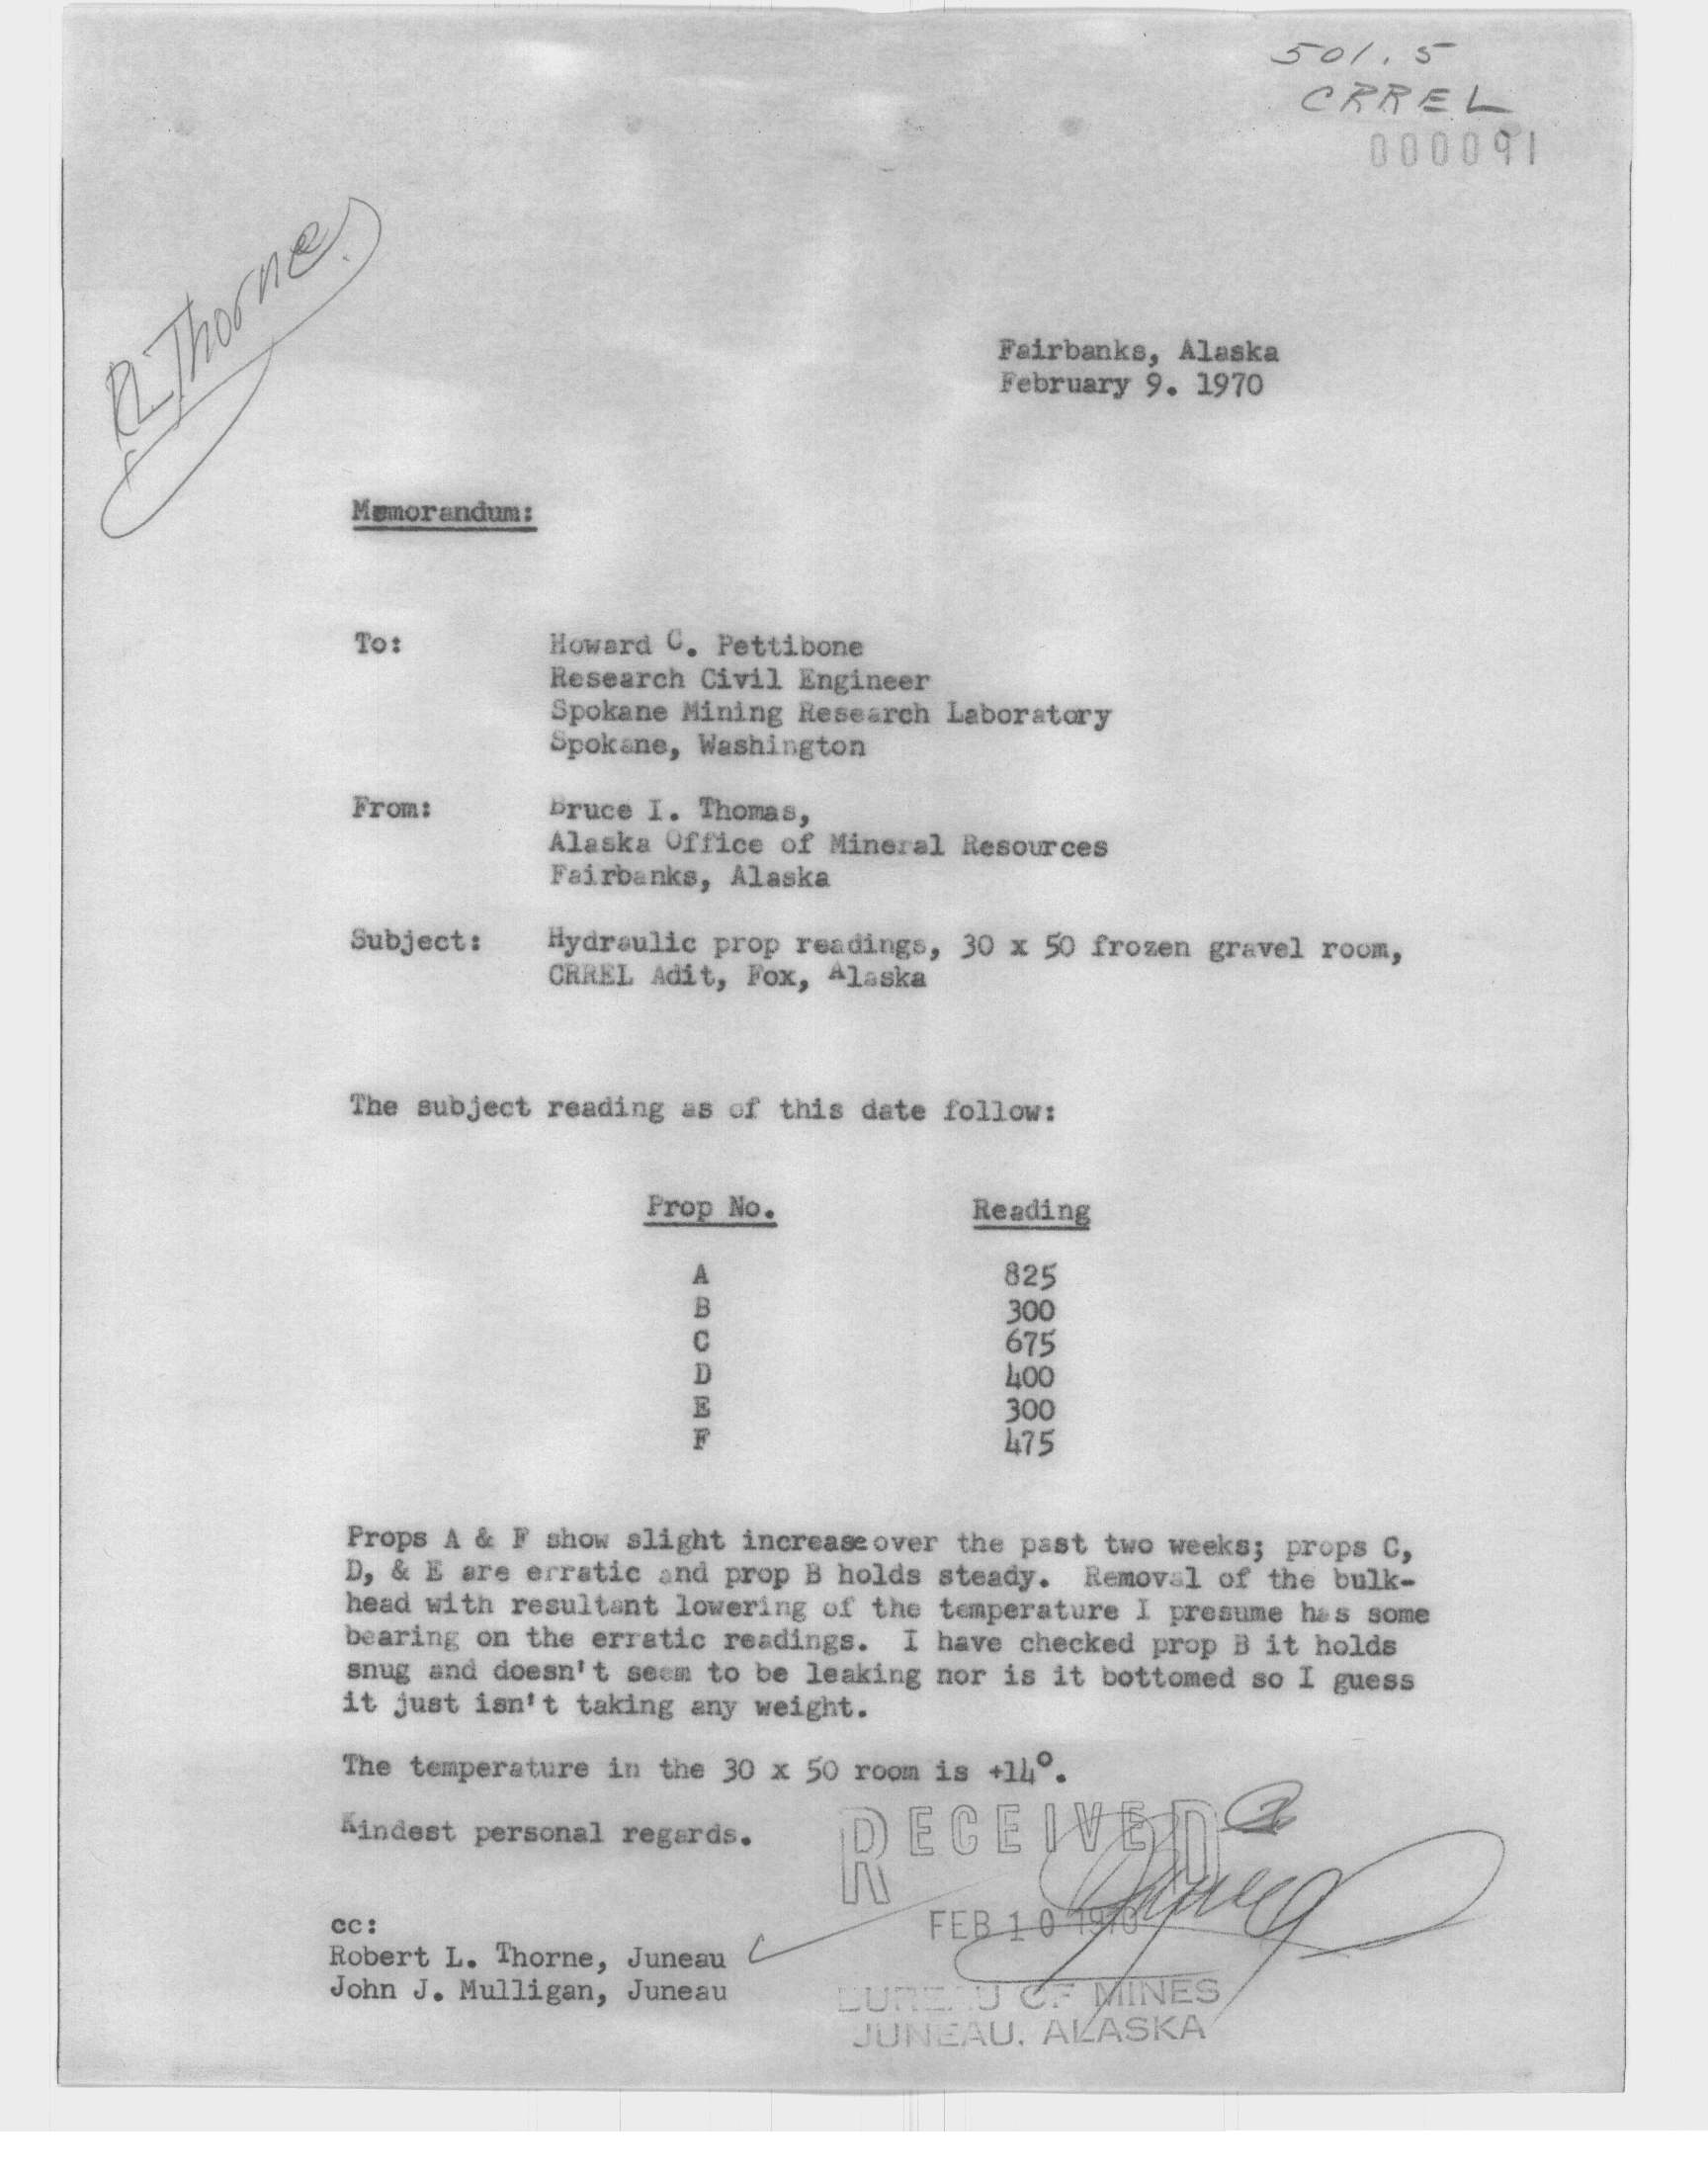 501.5
CRREL
000091
RL Thorne
Fairbanks, Alaska
February 9. 1970
Memorandum:
To: Howard C. Pettibone
Research Civil Engineer
Spokane Mining Research Laboratory
Spokane, Washington
From: Bruce I. Thomas,
Alaska Office of Mineral Resources
Fairbanks, Alaska
Subject: Hydraulic prop readings, 30 x 50 frozen gravel room,
CRREL Adit, Fox, Alaska
The subject reading as of this date follow:
Prop No. Reading
A 825
B 300
C 675
D 400
E 300
F 475
Props A & F show slight increase over the past two weeks; props C,
D, & E are erratic and prop B holds steady. Removal of the bulk-
head with resultant lowering of the temperature I presume has some
bearing on the erratic readings. I have checked prop B it holds
snug and doesn't seem to be leaking nor is it bottomed so I guess
it just isn't taking any weight.
The temperature in the 30 x 50 room is +14°.
Kindest personal regards.
RECEIVED
FEB 10 1970
BUREAU OF MINES
JUNEAU, ALASKA
cc:
Robert L. Thorne, Juneau
John J. Mulligan, Juneau